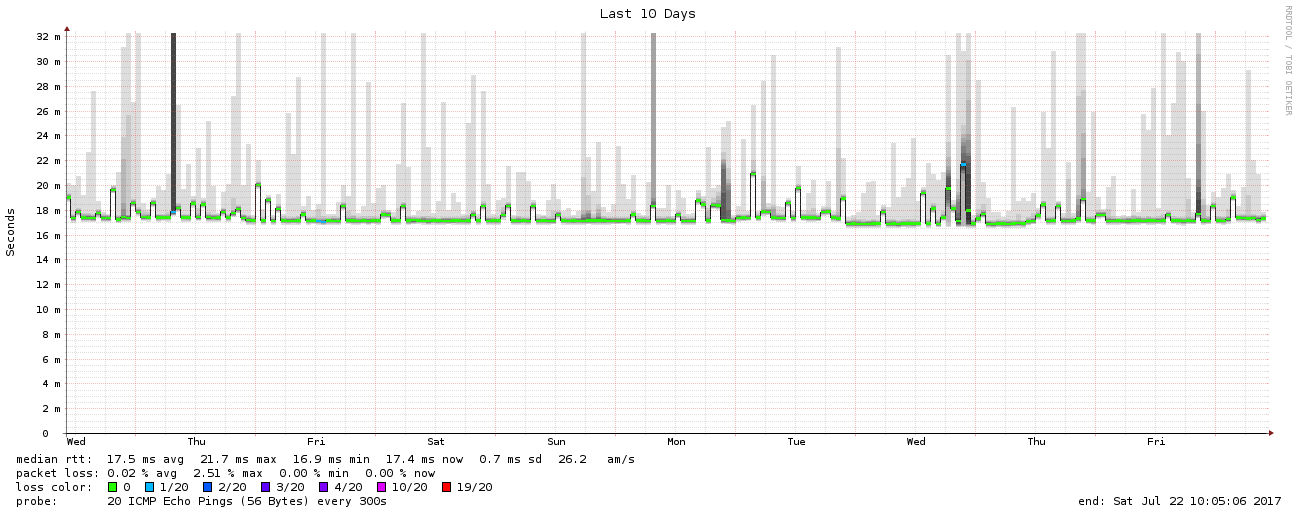 Last 10 Days
RRDTOOL / TOBI OETIKER
Seconds
32 m
30 m
28 m
26 m
24 m
22 m
20 m
18 m
16 m
14 m
12 m
10 m
8 m
6 m
4 m
2 m
0
Wed Thu Fri Sat Sun Mon Tue Wed Thu Fri
median rtt: 17.5 ms avg 21.7 ms max 16.9 ms min 17.4 ms now 0.7 ms sd 26.2 am/s
packet loss: 0.02 % avg 2.51 % max 0.00 % min 0.00 % now
loss color: 0 1/20 2/20 3/20 4/20 10/20 19/20
probe: 20 ICMP Echo Pings (56 Bytes) every 300s end: Sat Jul 22 10:05:06 2017